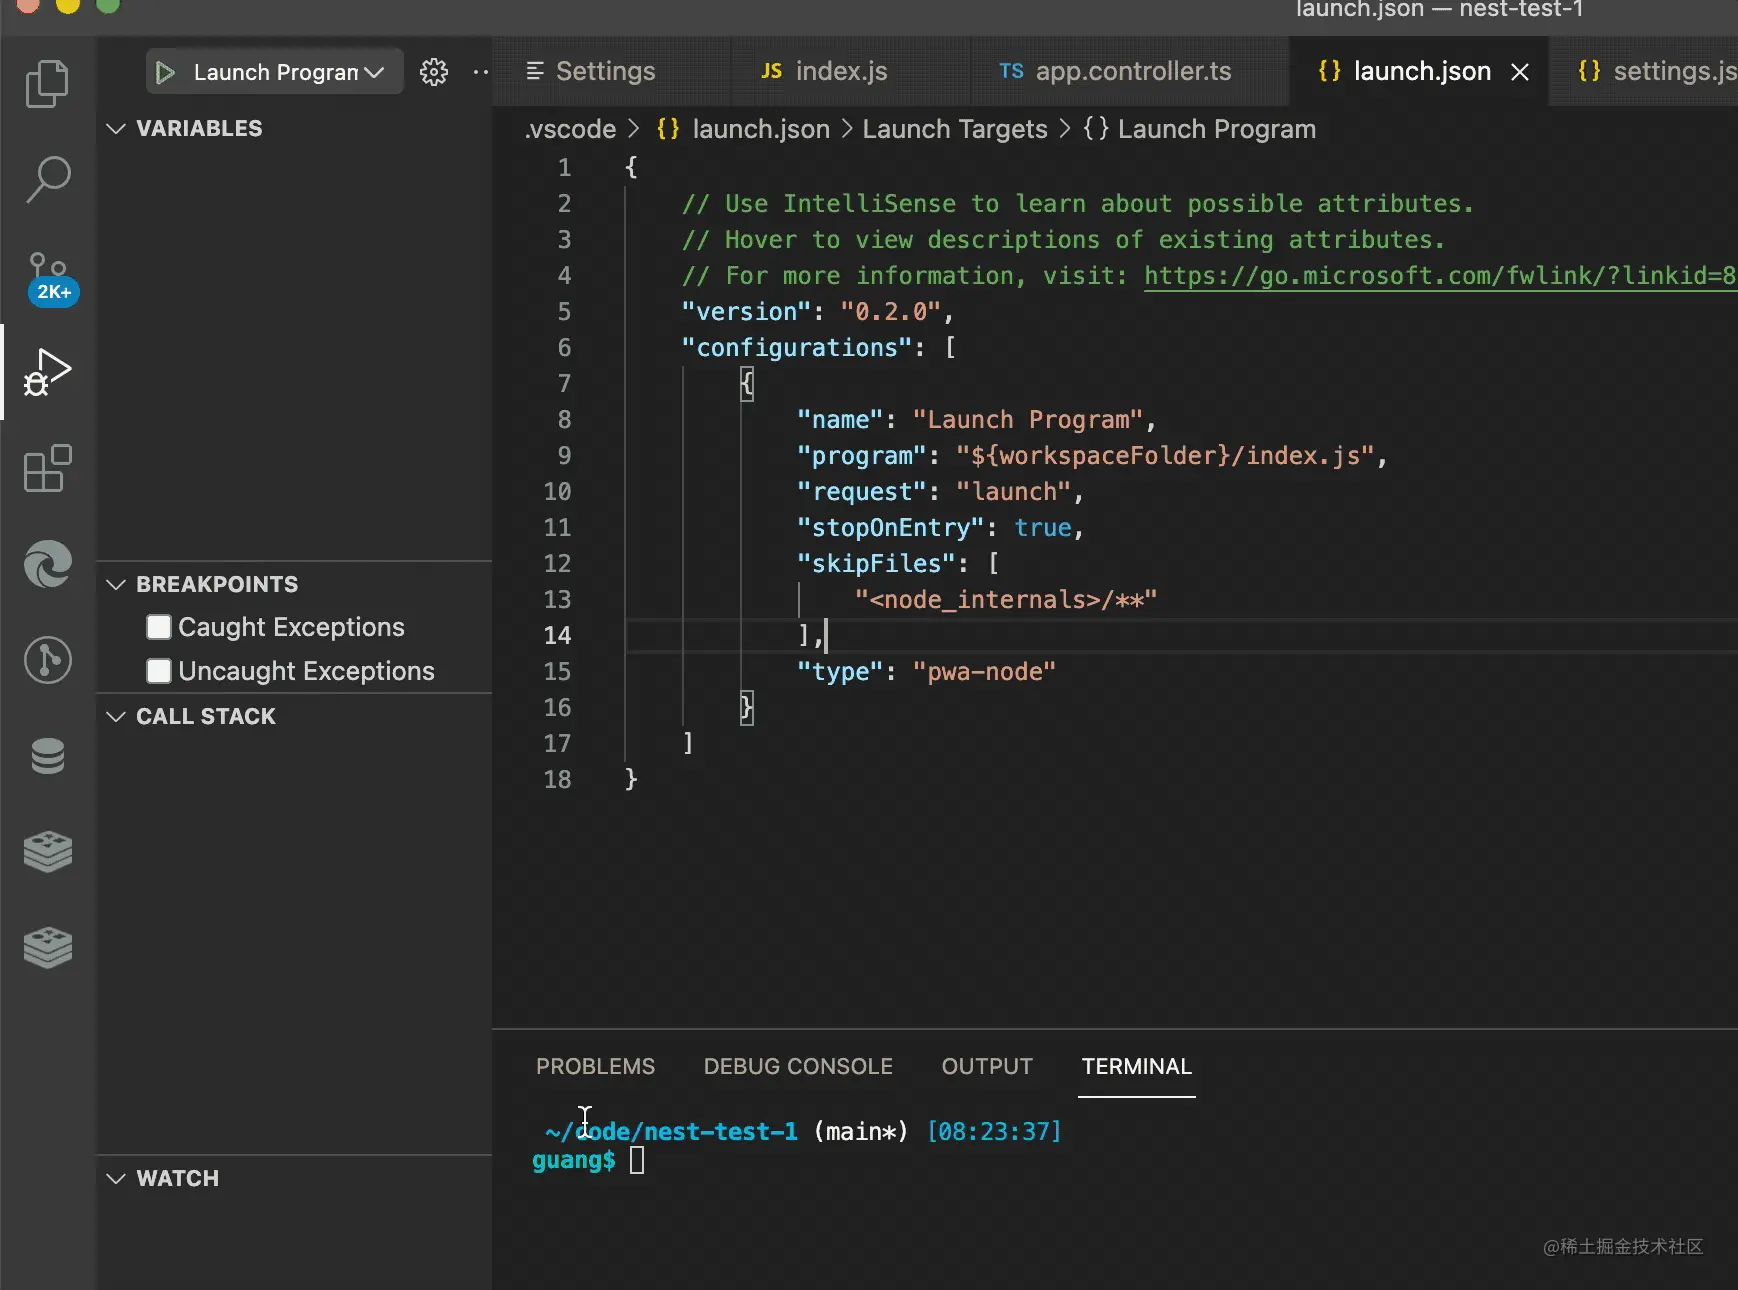 launch.json — nest-test-1
Launch Program
Settings
JS index.js
TS app.controller.ts
{} launch.json
{} settings.js
.vscode > {} launch.json > Launch Targets > {} Launch Program
VARIABLES
2K+
BREAKPOINTS
Caught Exceptions
Uncaught Exceptions
CALL STACK
WATCH
1 {
2 // Use IntelliSense to learn about possible attributes.
3 // Hover to view descriptions of existing attributes.
4 // For more information, visit: https://go.microsoft.com/fwlink/?linkid=8
5 "version": "0.2.0",
6 "configurations": [
7 {
8 "name": "Launch Program",
9 "program": "${workspaceFolder}/index.js",
10 "request": "launch",
11 "stopOnEntry": true,
12 "skipFiles": [
13 "<node_internals>/**"
14 ],
15 "type": "pwa-node"
16 }
17 ]
18 }
PROBLEMS
DEBUG CONSOLE
OUTPUT
TERMINAL
~/code/nest-test-1 (main*) [08:23:37]
guang$
@稀土掘金技术社区